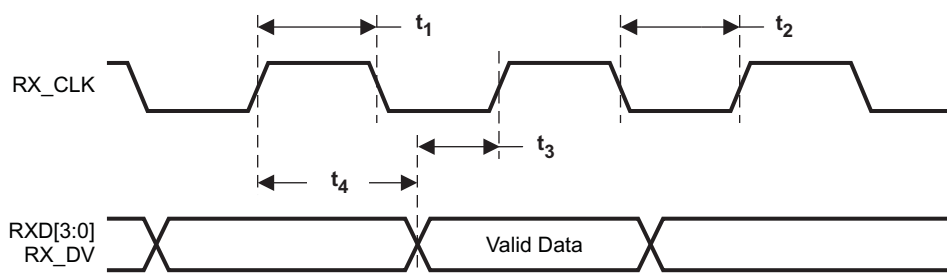 t1
t2
RX_CLK
t3
t4
RXD[3:0]
RX_DV
Valid Data